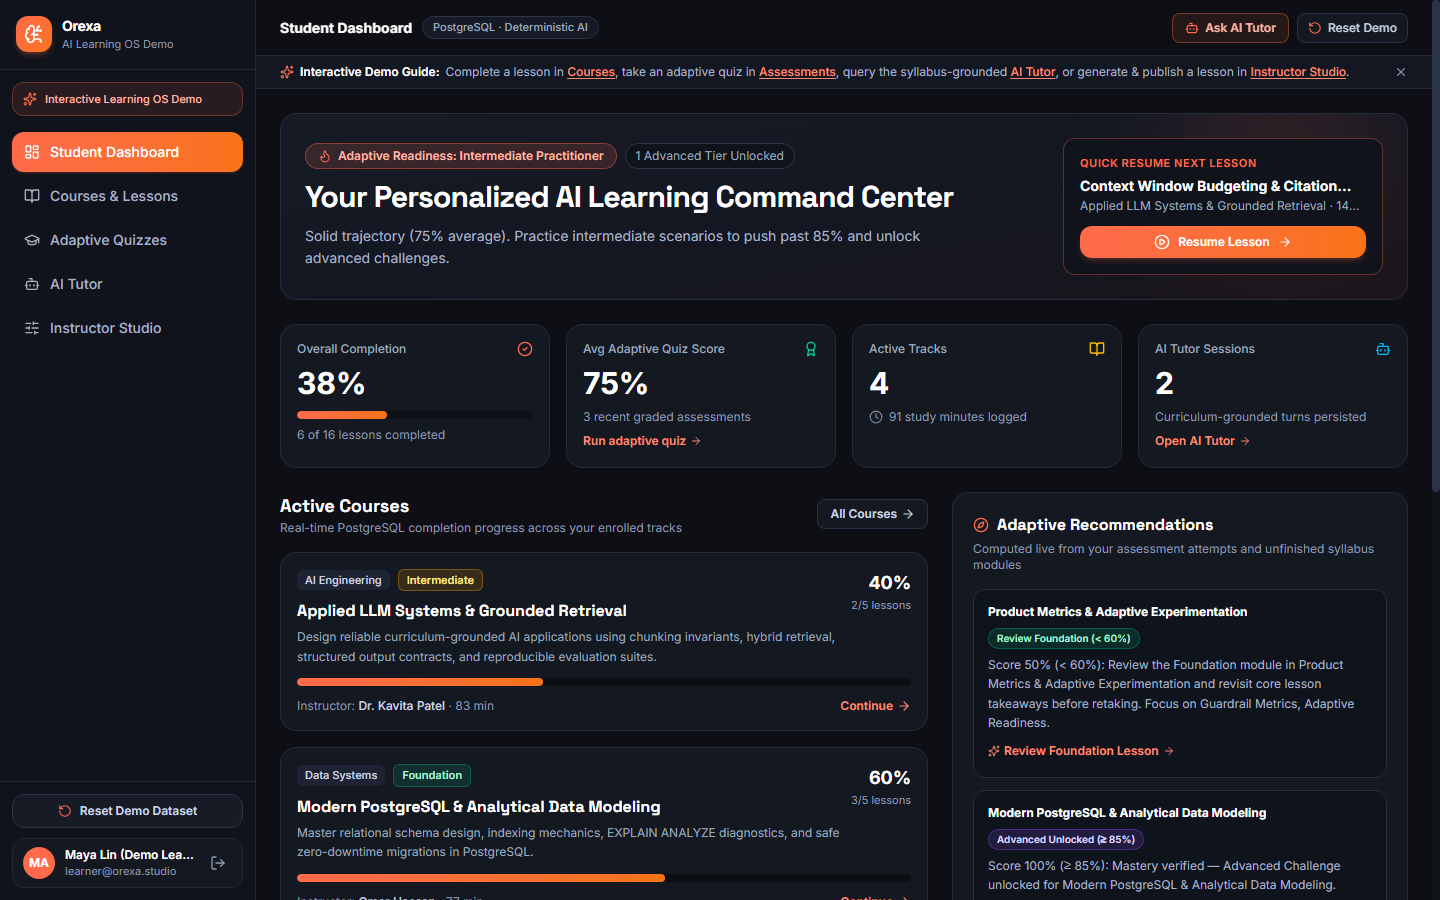 Orexa
AI Learning OS Demo
Interactive Learning OS Demo
Student Dashboard
Courses & Lessons
Adaptive Quizzes
AI Tutor
Instructor Studio
Reset Demo Dataset
MA
Maya Lin (Demo Lea...
learner@orexa.studio
Student Dashboard
PostgreSQL · Deterministic AI
Ask AI Tutor
Reset Demo
Interactive Demo Guide: Complete a lesson in Courses, take an adaptive quiz in Assessments, query the syllabus-grounded AI Tutor, or generate & publish a lesson in Instructor Studio.
Adaptive Readiness: Intermediate Practitioner
1 Advanced Tier Unlocked
Your Personalized AI Learning Command Center
Solid trajectory (75% average). Practice intermediate scenarios to push past 85% and unlock
advanced challenges.
QUICK RESUME NEXT LESSON
Context Window Budgeting & Citation...
Applied LLM Systems & Grounded Retrieval · 14...
Resume Lesson
Overall Completion
38%
6 of 16 lessons completed
Avg Adaptive Quiz Score
75%
3 recent graded assessments
Run adaptive quiz
Active Tracks
4
91 study minutes logged
AI Tutor Sessions
2
Curriculum-grounded turns persisted
Open AI Tutor
Active Courses
Real-time PostgreSQL completion progress across your enrolled tracks
All Courses
AI Engineering
Intermediate
40%
2/5 lessons
Applied LLM Systems & Grounded Retrieval
Design reliable curriculum-grounded AI applications using chunking invariants, hybrid retrieval,
structured output contracts, and reproducible evaluation suites.
Instructor: Dr. Kavita Patel · 83 min
Continue
Data Systems
Foundation
60%
3/5 lessons
Modern PostgreSQL & Analytical Data Modeling
Master relational schema design, indexing mechanics, EXPLAIN ANALYZE diagnostics, and safe
zero-downtime migrations in PostgreSQL.
Adaptive Recommendations
Computed live from your assessment attempts and unfinished syllabus
modules
Product Metrics & Adaptive Experimentation
Review Foundation (< 60%)
Score 50% (< 60%): Review the Foundation module in Product
Metrics & Adaptive Experimentation and revisit core lesson
takeaways before retaking. Focus on Guardrail Metrics, Adaptive
Readiness.
Review Foundation Lesson
Modern PostgreSQL & Analytical Data Modeling
Advanced Unlocked (≥ 85%)
Score 100% (≥ 85%): Mastery verified — Advanced Challenge
unlocked for Modern PostgreSQL & Analytical Data Modeling.